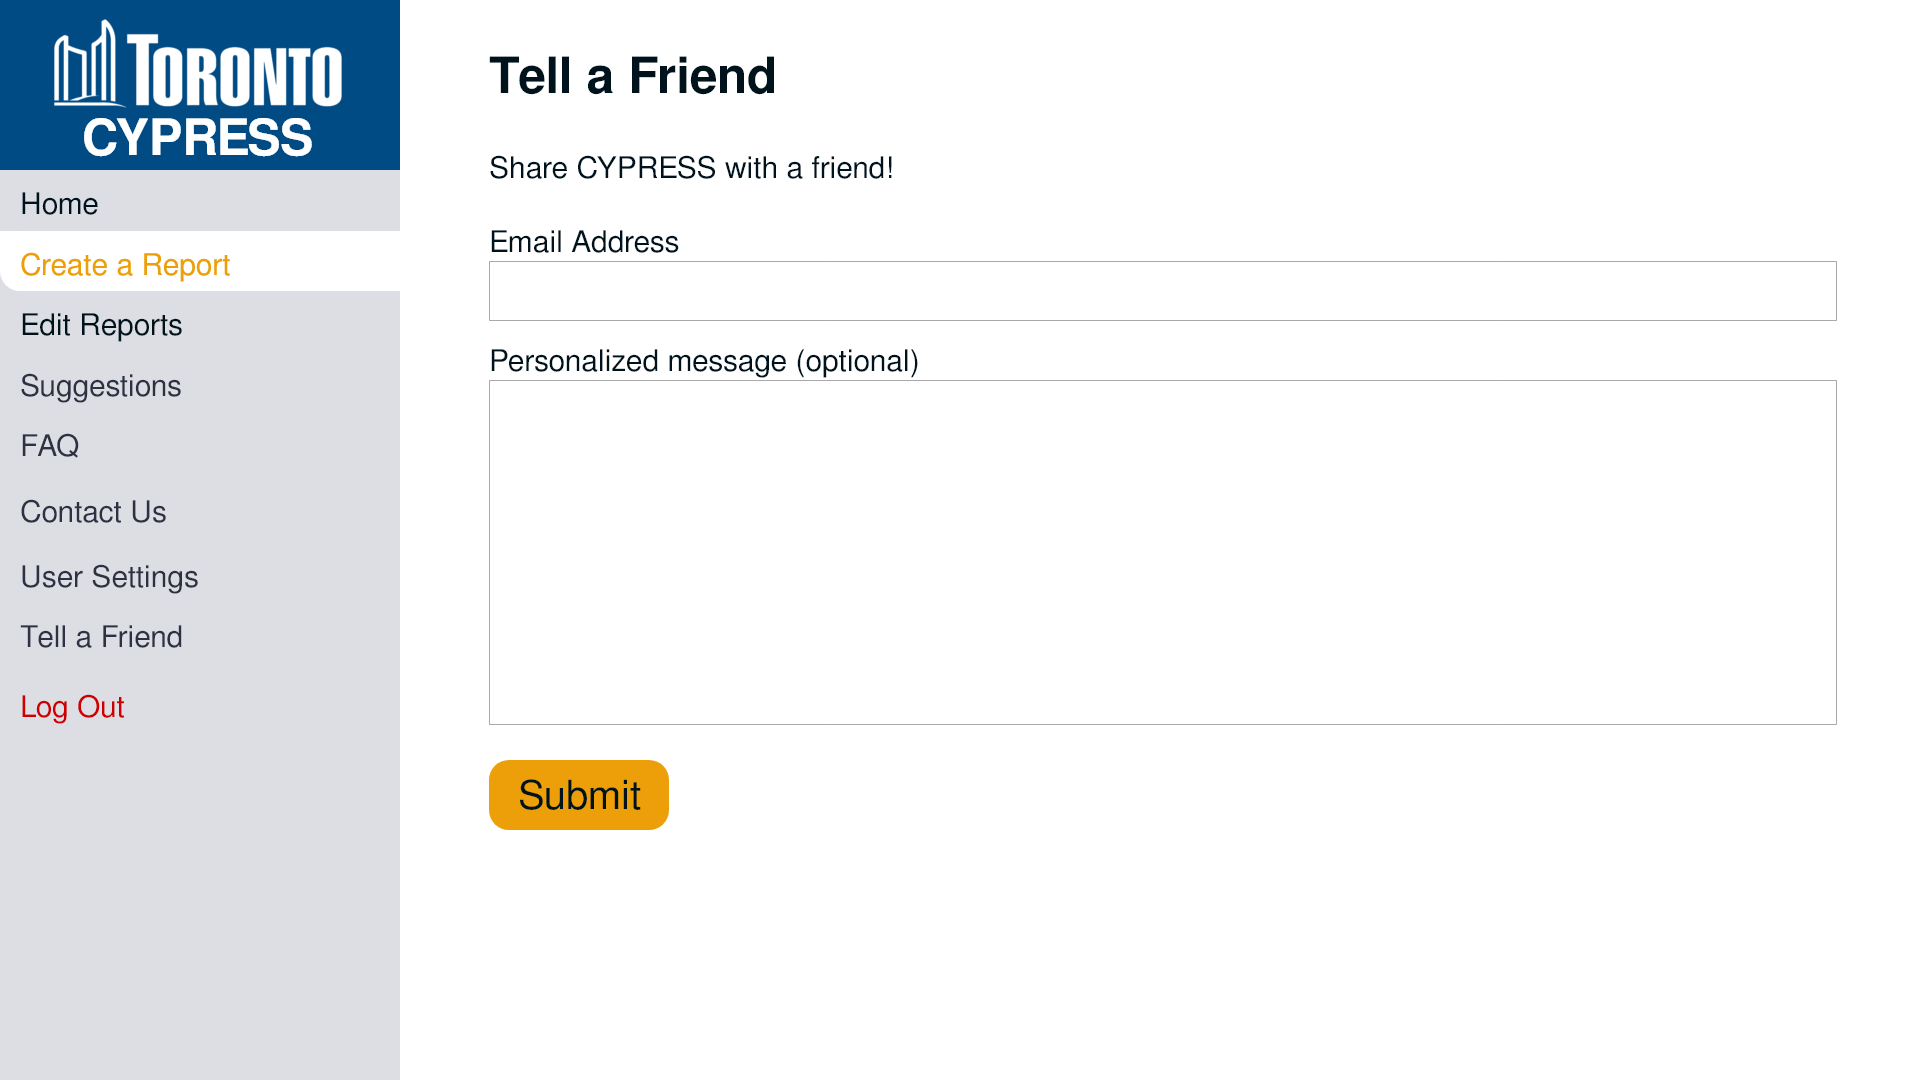 TORONTO
CYPRESS
Home
Create a Report
Edit Reports
Suggestions
FAQ
Contact Us
User Settings
Tell a Friend
Log Out
Tell a Friend
Share CYPRESS with a friend!
Email Address
Personalized message (optional)
Submit